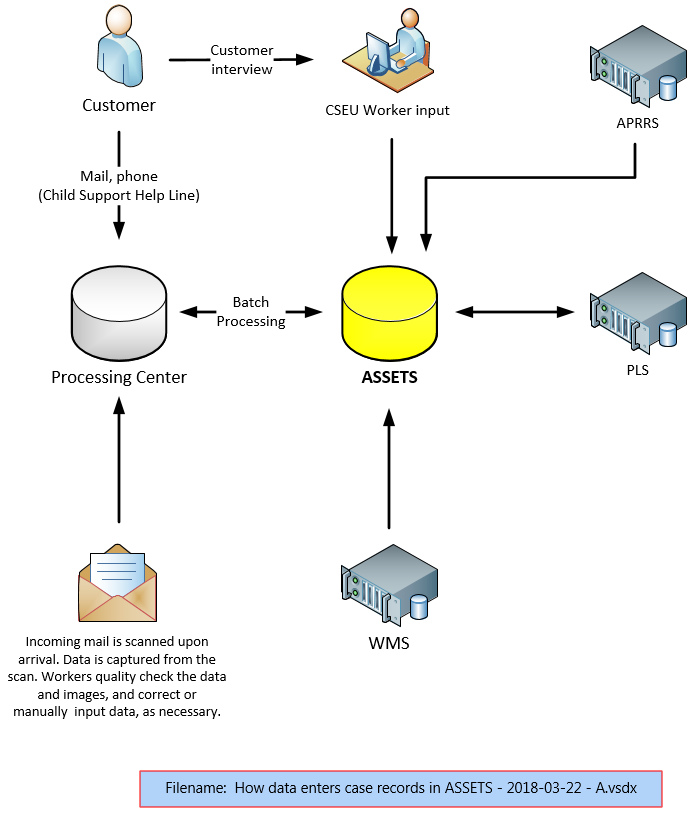 Customer
interview
Customer
CSEU Worker input
APRRS
Mail, phone
(Child Support Help Line)
Batch
Processing
Processing Center
ASSETS
PLS
WMS
Incoming mail is scanned upon
arrival. Data is captured from the
scan. Workers quality check the data
and images, and correct or
manually  input data, as necessary.
Filename:  How data enters case records in ASSETS - 2018-03-22 - A.vsdx